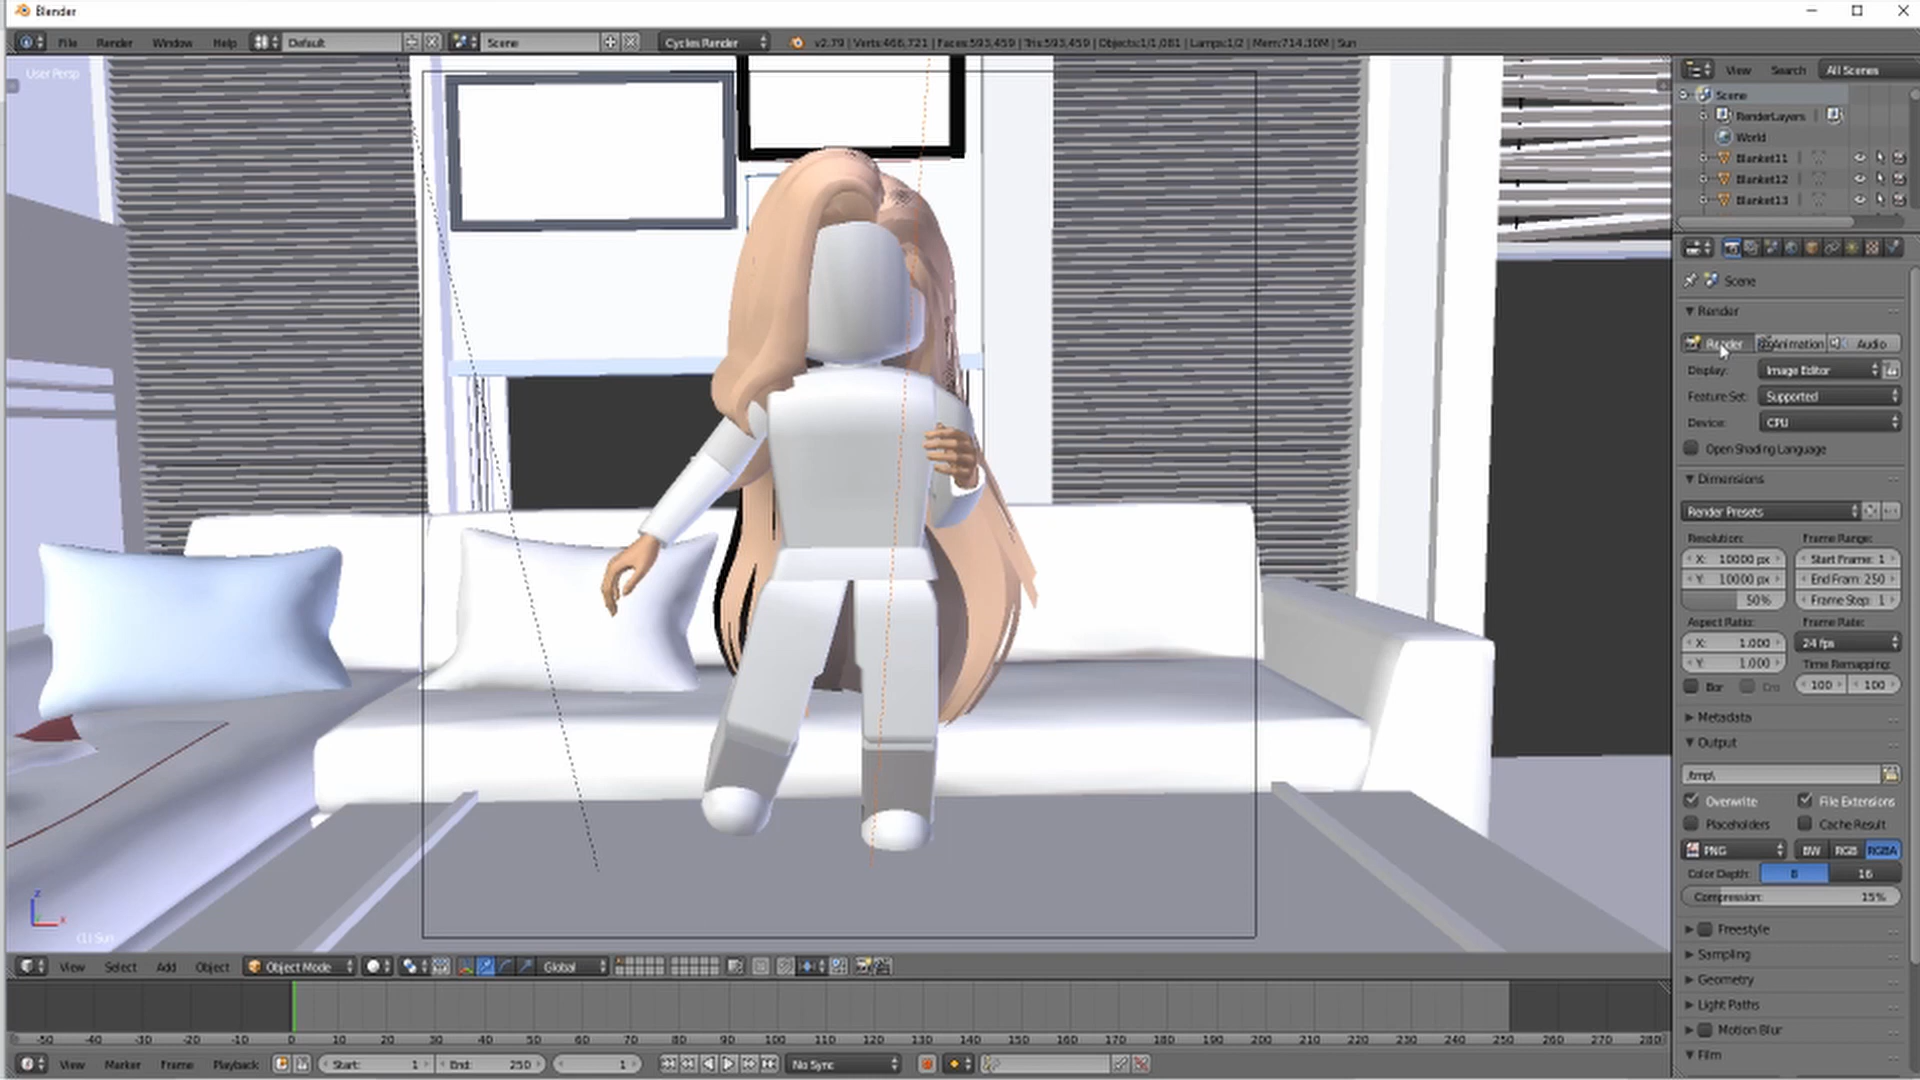 Blender
File Render Window Help Default Scene Cycles Render v2.79 | Verts:466,721 | Faces:593,459 | Tris:593,459 | Objects:1/1,081 | Lamps:1/2 | Mem:714.30M | Sun
User Persp
View Search All Scenes
Scene
RenderLayers
World
Blanket11
Blanket12
Blanket13
Scene
Render
Render Animation Audio
Display: Image Editor
Feature Set: Supported
Device: CPU
Open Shading Language
Dimensions
Render Presets
Resolution: Frame Range:
X: 10000 px Start Frame: 1
Y: 10000 px End Fram: 250
50% Frame Step: 1
Aspect Ratio: Frame Rate:
X: 1.000 24 fps
Y: 1.000 Time Remapping:
Bor Cro 100 100
Metadata
Output
/tmp\
Overwrite File Extensions
Placeholders Cache Result
PNG BW RGB RGBA
Color Depth: 8 16
Compression: 15%
Freestyle
Sampling
Geometry
Light Paths
Motion Blur
Film
z
x
(1) Sun
View Select Add Object Object Mode Global
-50 -40 -30 -20 -10 0 10 20 30 40 50 60 70 80 90 100 110 120 130 140 150 160 170 180 190 200 210 220 230 240 250 260 270 280
View Marker Frame Playback Start: 1 End: 250 1 No Sync